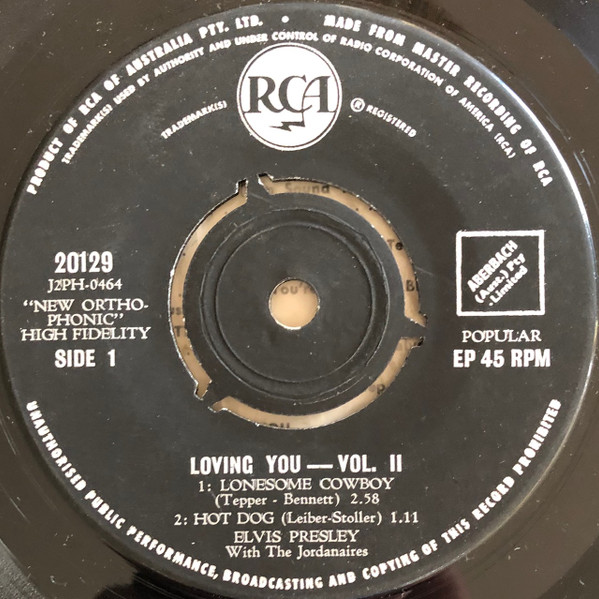 PRODUCT OF RCA OF AUSTRALIA PTY. LTD. • MADE FROM MASTER RECORDING OF RCA
TRADEMARK(S) USED BY AUTHORITY AND UNDER CONTROL OF RADIO CORPORATION OF AMERICA (RCA)
RCA
TRADEMARK(S) ® REGISTERED
Sound
20129
J2PH-0464
"NEW ORTHO-
PHONIC"
HIGH FIDELITY
SIDE 1
ABERBACH
(Aust.) Pty
Limited
POPULAR
EP 45 RPM
LOVING YOU — VOL. II
1: LONESOME COWBOY
(Tepper - Bennett) 2.58
2: HOT DOG (Leiber-Stoller) 1.11
ELVIS PRESLEY
With The Jordanaires
UNAUTHORISED PUBLIC PERFORMANCE, BROADCASTING AND COPYING OF THIS RECORD PROHIBITED